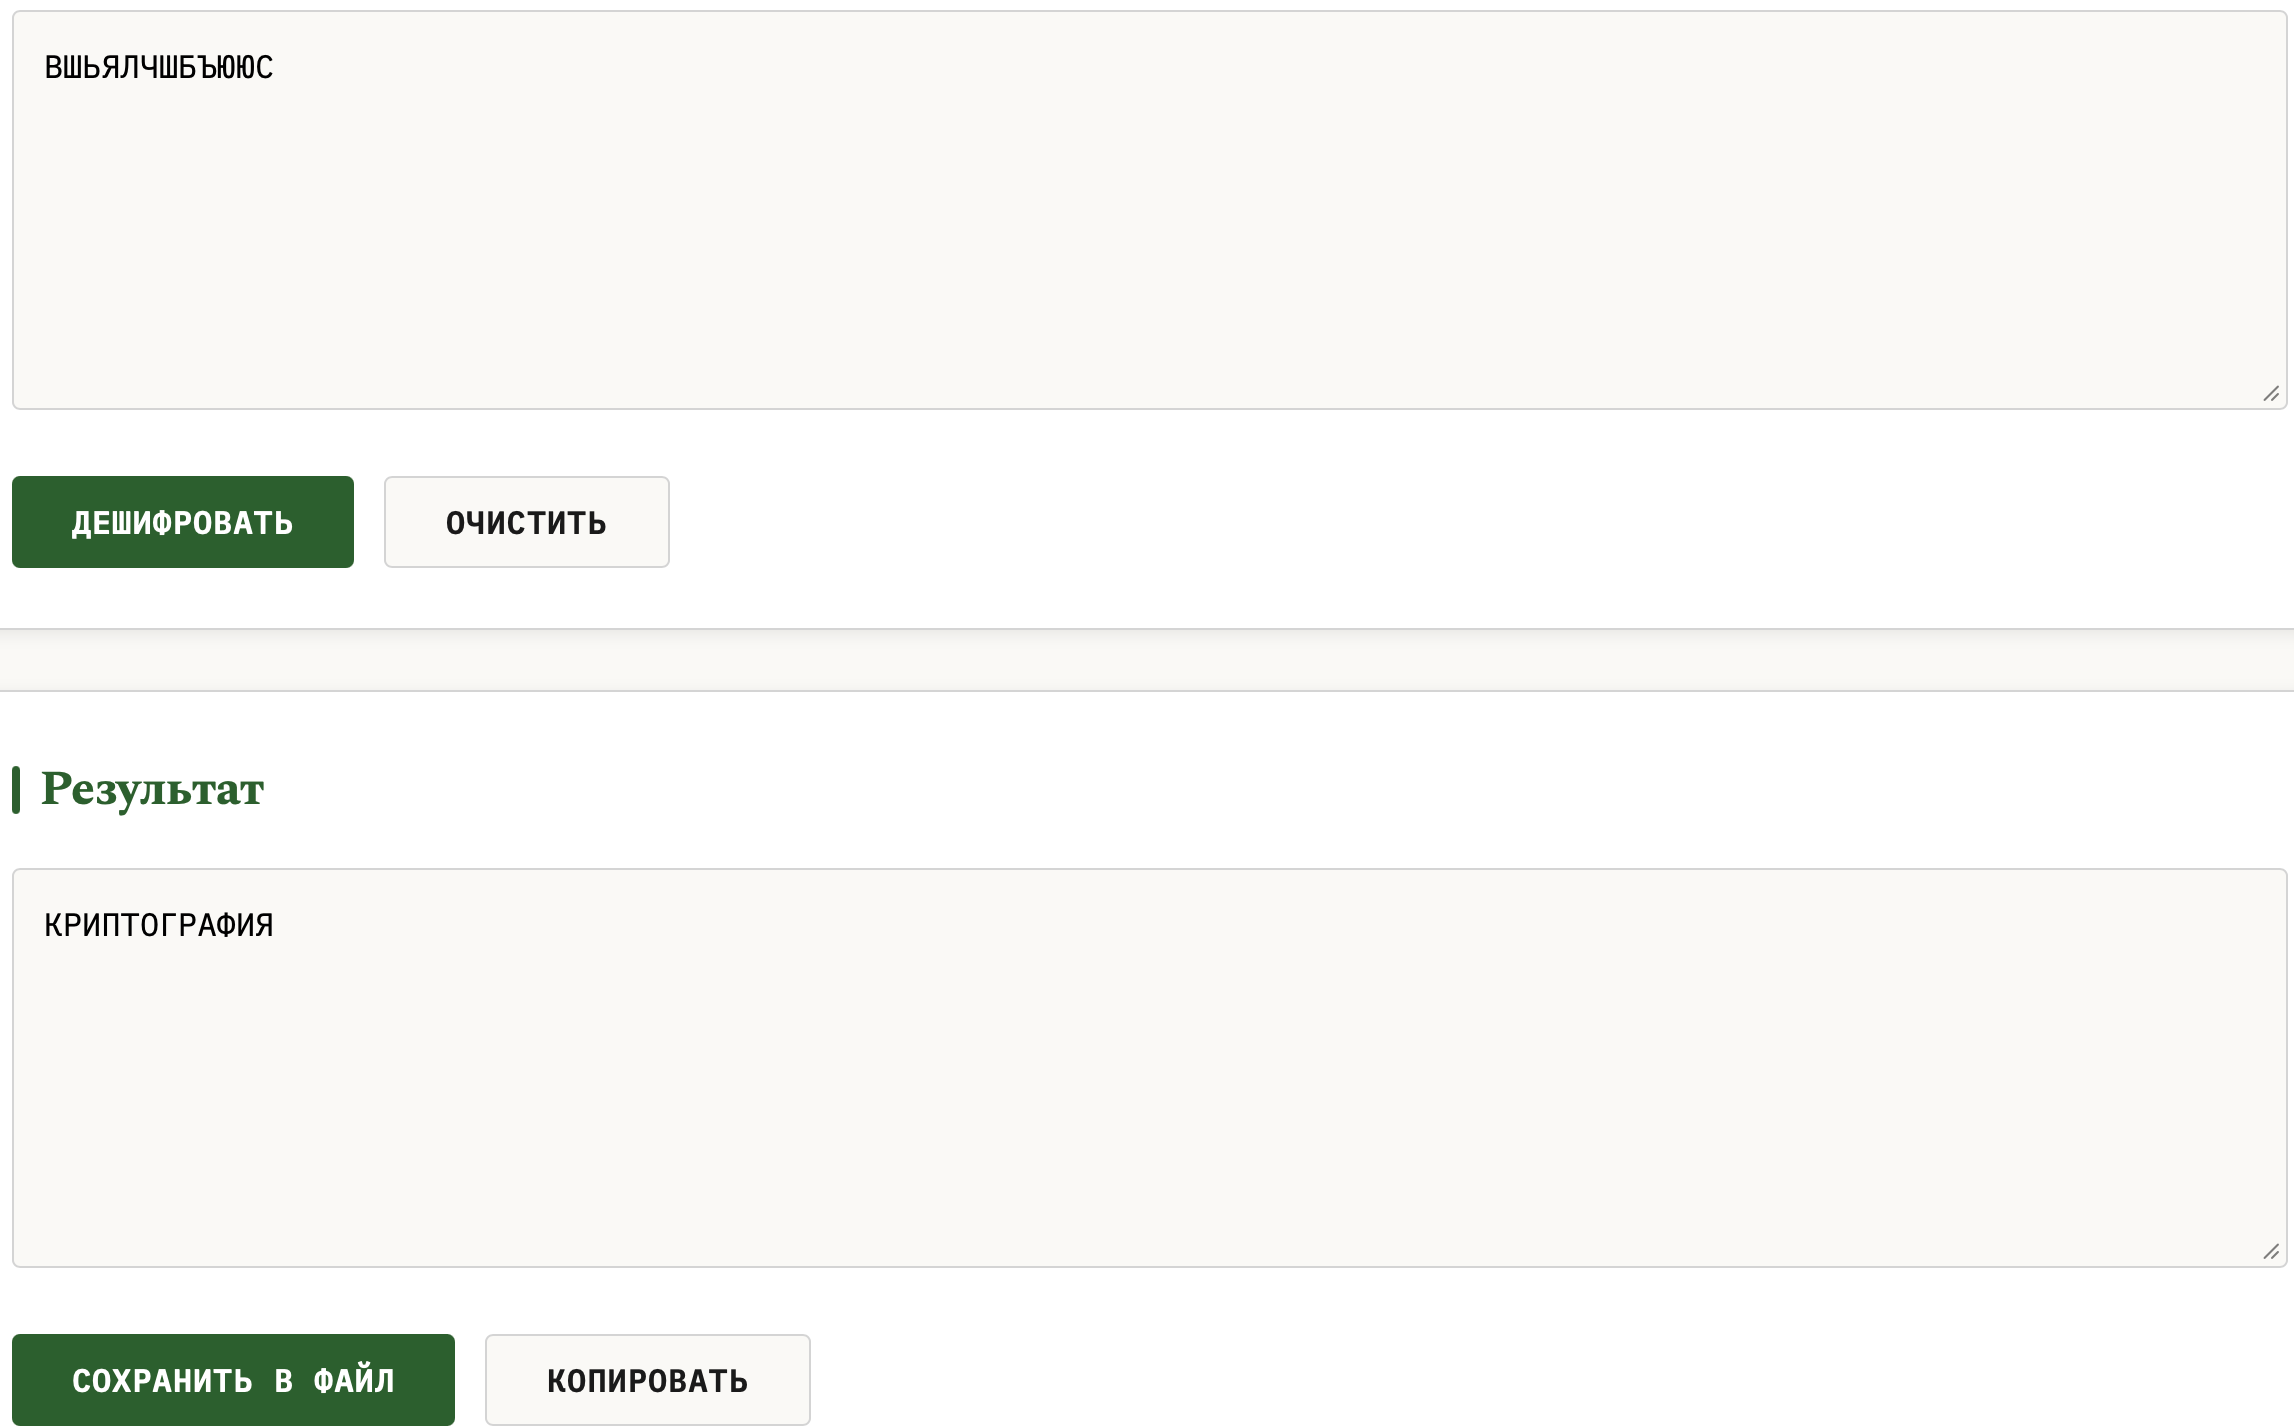 ВШЬЯЛЧШБЪЮЮС
ДЕШИФРОВАТЬ
ОЧИСТИТЬ
Результат
КРИПТОГРАФИЯ
СОХРАНИТЬ В ФАЙЛ
КОПИРОВАТЬ